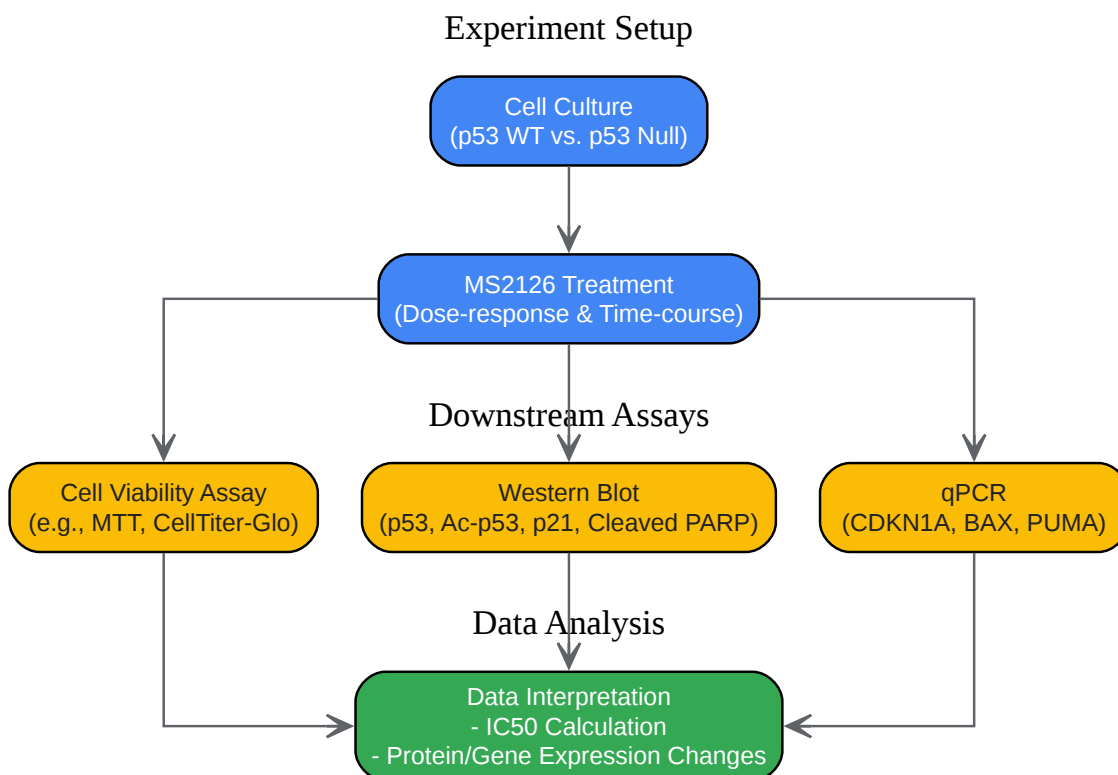 Experiment Setup
Cell Culture
(p53 WT vs. p53 Null)
MS2126 Treatment
(Dose-response & Time-course)
Downstream Assays
Cell Viability Assay
(e.g., MTT, CellTiter-Glo)
Western Blot
(p53, Ac-p53, p21, Cleaved PARP)
qPCR
(CDKN1A, BAX, PUMA)
Data Analysis
Data Interpretation
- IC50 Calculation
- Protein/Gene Expression Changes